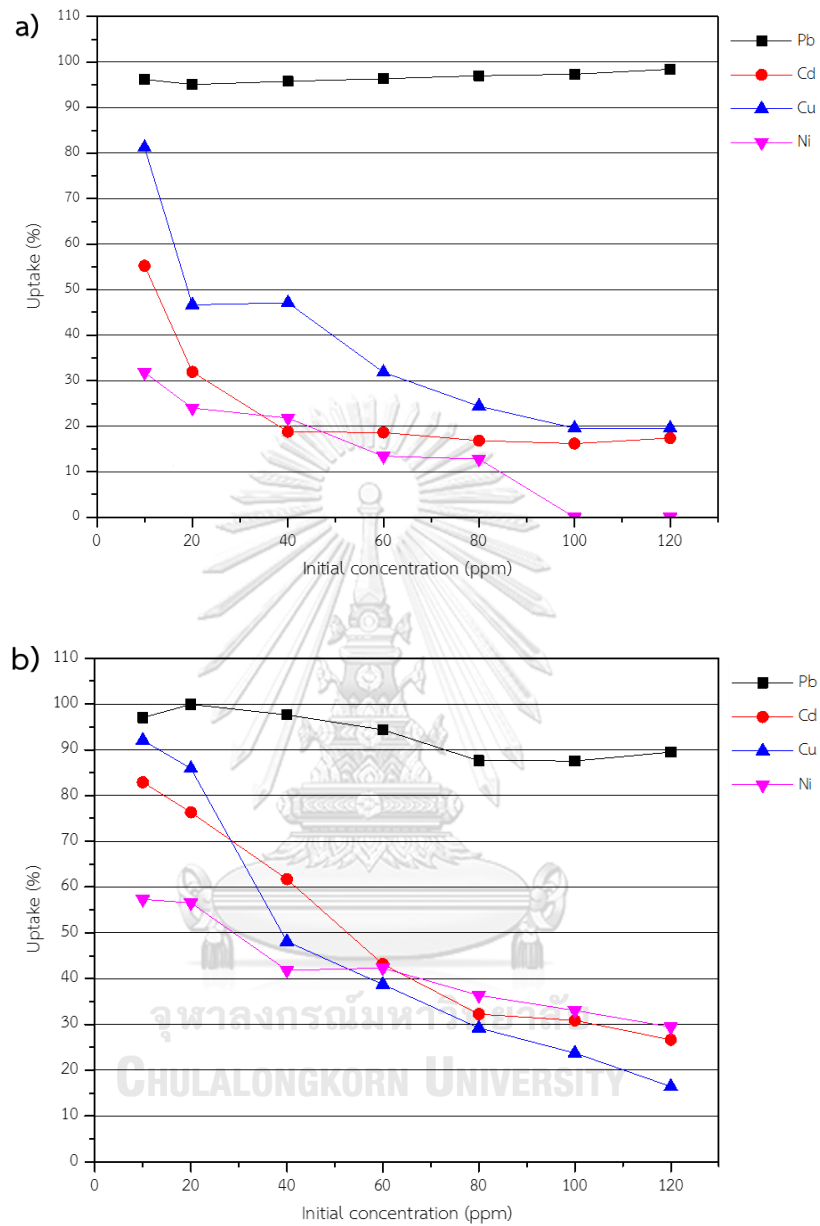 a)
110
100
90
80
70
60
50
40
30
20
10
0
Uptake (%)
0 20 40 60 80 100 120
Initial concentration (ppm)
Pb
Cd
Cu
Ni
b)
110
100
90
80
70
60
50
40
30
20
10
0
Uptake (%)
0 20 40 60 80 100 120
Initial concentration (ppm)
Pb
Cd
Cu
Ni
จุฬาลงกรณ์มหาวิทยาลัย
CHULALONGKORN UNIVERSITY